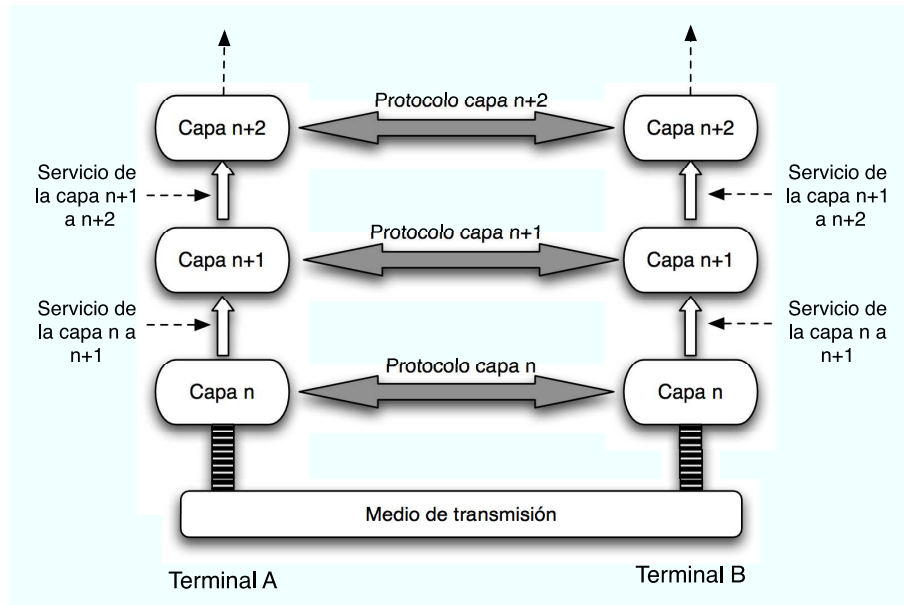 Protocolo capa n+2
Capa n+2
Capa n+2
Servicio de
la capa n+1
a n+2
Servicio de
la capa n+1
a n+2
Protocolo capa n+1
Capa n+1
Capa n+1
Servicio de
la capa n a
n+1
Servicio de
la capa n a
n+1
Protocolo capa n
Capa n
Capa n
Medio de transmisión
Terminal A
Terminal B